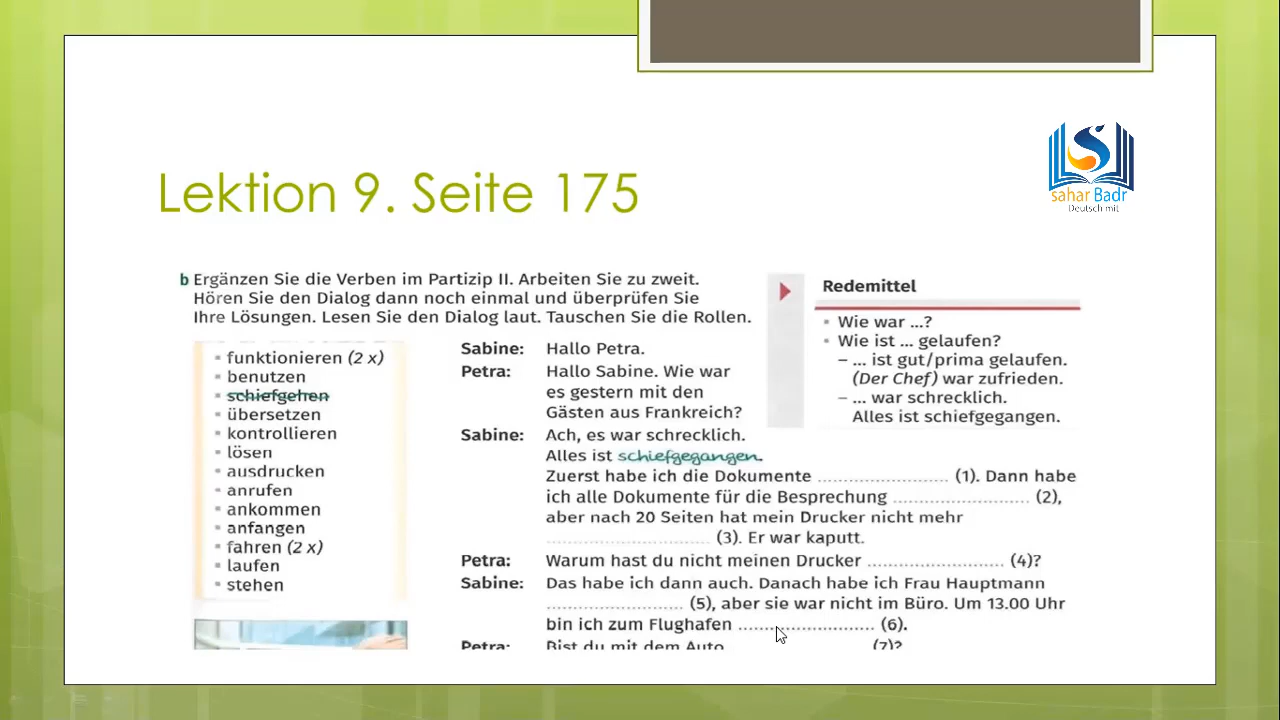 sahar Badr
Deutsch mit
Lektion 9. Seite 175
b Ergänzen Sie die Verben im Partizip II. Arbeiten Sie zu zweit.
Hören Sie den Dialog dann noch einmal und überprüfen Sie
Ihre Lösungen. Lesen Sie den Dialog laut. Tauschen Sie die Rollen.
Redemittel
Wie war ...?
Wie ist ... gelaufen?
– ... ist gut/prima gelaufen.
(Der Chef) war zufrieden.
– ... war schrecklich.
Alles ist schiefgegangen.
funktionieren (2 x)
benutzen
schiefgehen
übersetzen
kontrollieren
lösen
ausdrucken
anrufen
ankommen
anfangen
fahren (2 x)
laufen
stehen
Sabine: Hallo Petra.
Petra: Hallo Sabine. Wie war
es gestern mit den
Gästen aus Frankreich?
Sabine: Ach, es war schrecklich.
Alles ist schiefgegangen.
Zuerst habe ich die Dokumente ........................ (1). Dann habe
ich alle Dokumente für die Besprechung ........................ (2),
aber nach 20 Seiten hat mein Drucker nicht mehr
........................ (3). Er war kaputt.
Petra: Warum hast du nicht meinen Drucker ........................ (4)?
Sabine: Das habe ich dann auch. Danach habe ich Frau Hauptmann
........................ (5), aber sie war nicht im Büro. Um 13.00 Uhr
bin ich zum Flughafen ........................ (6).
Petra: Bist du mit dem Auto ........................ (7)?